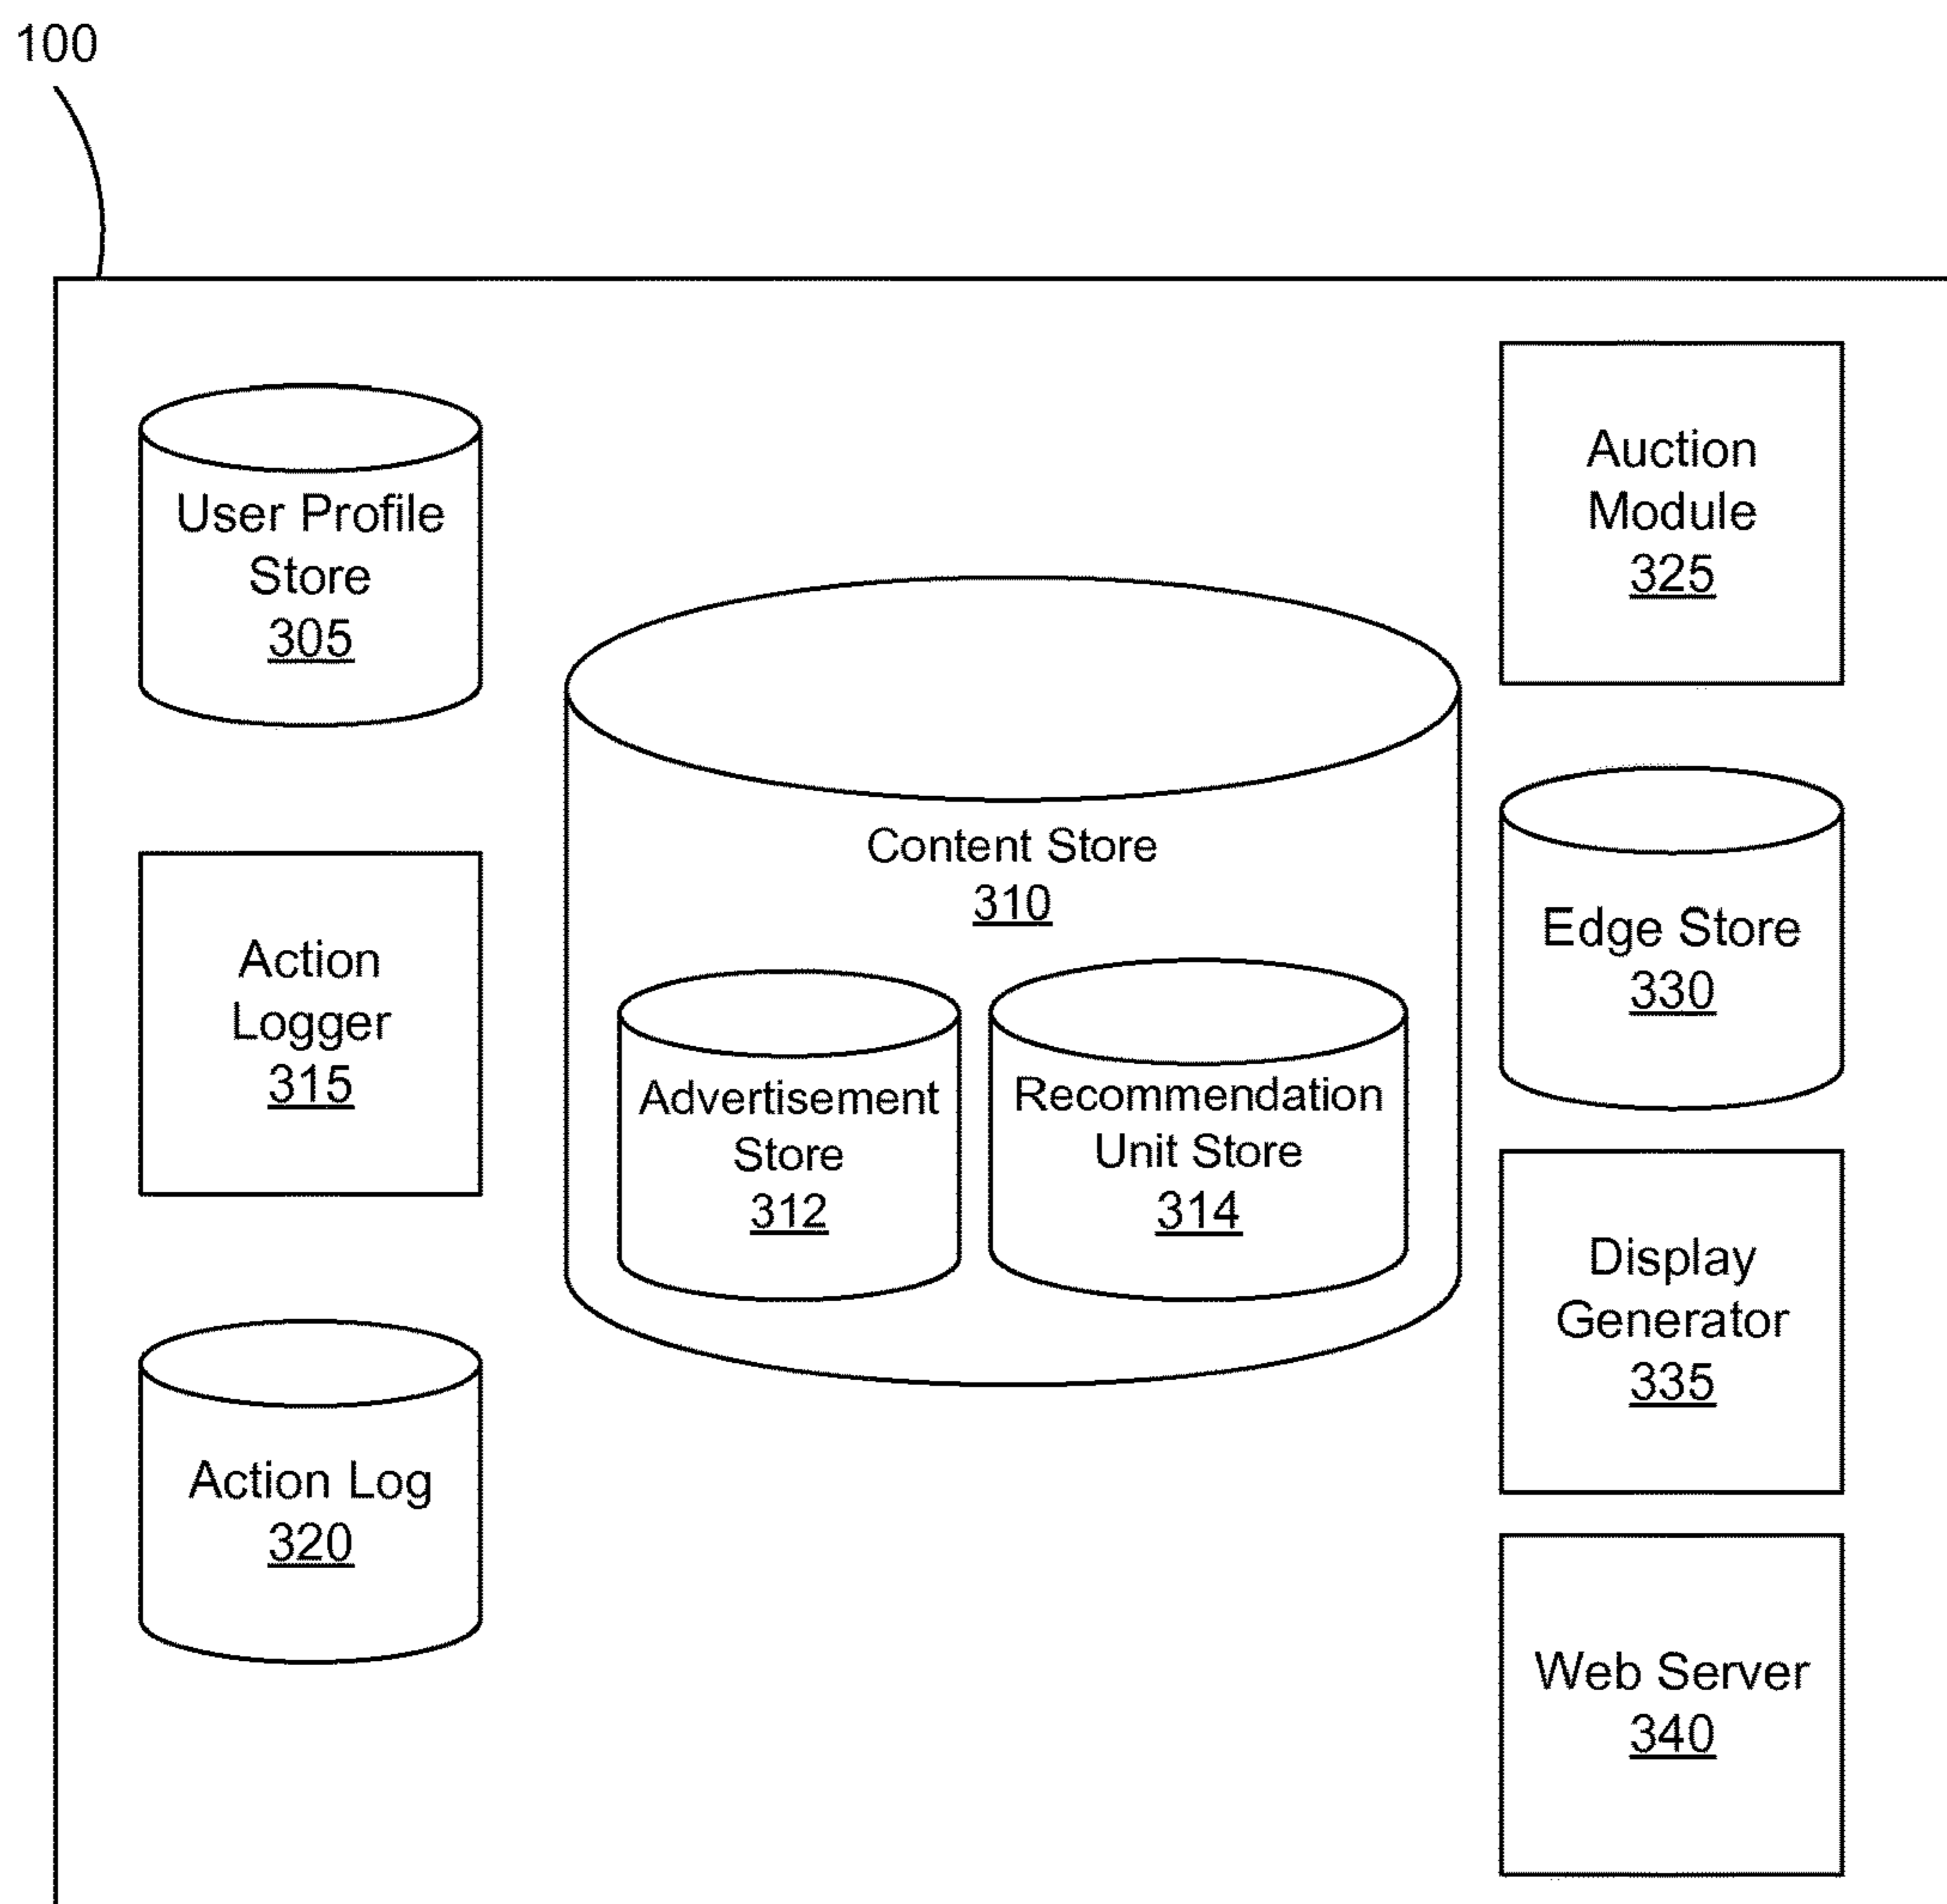 100
User Profile
Store
305
Action
Logger
315
Action Log
320
Content Store
310
Advertisement
Store
312
Recommendation
Unit Store
314
Auction
Module
325
Edge Store
330
Display
Generator
335
Web Server
340